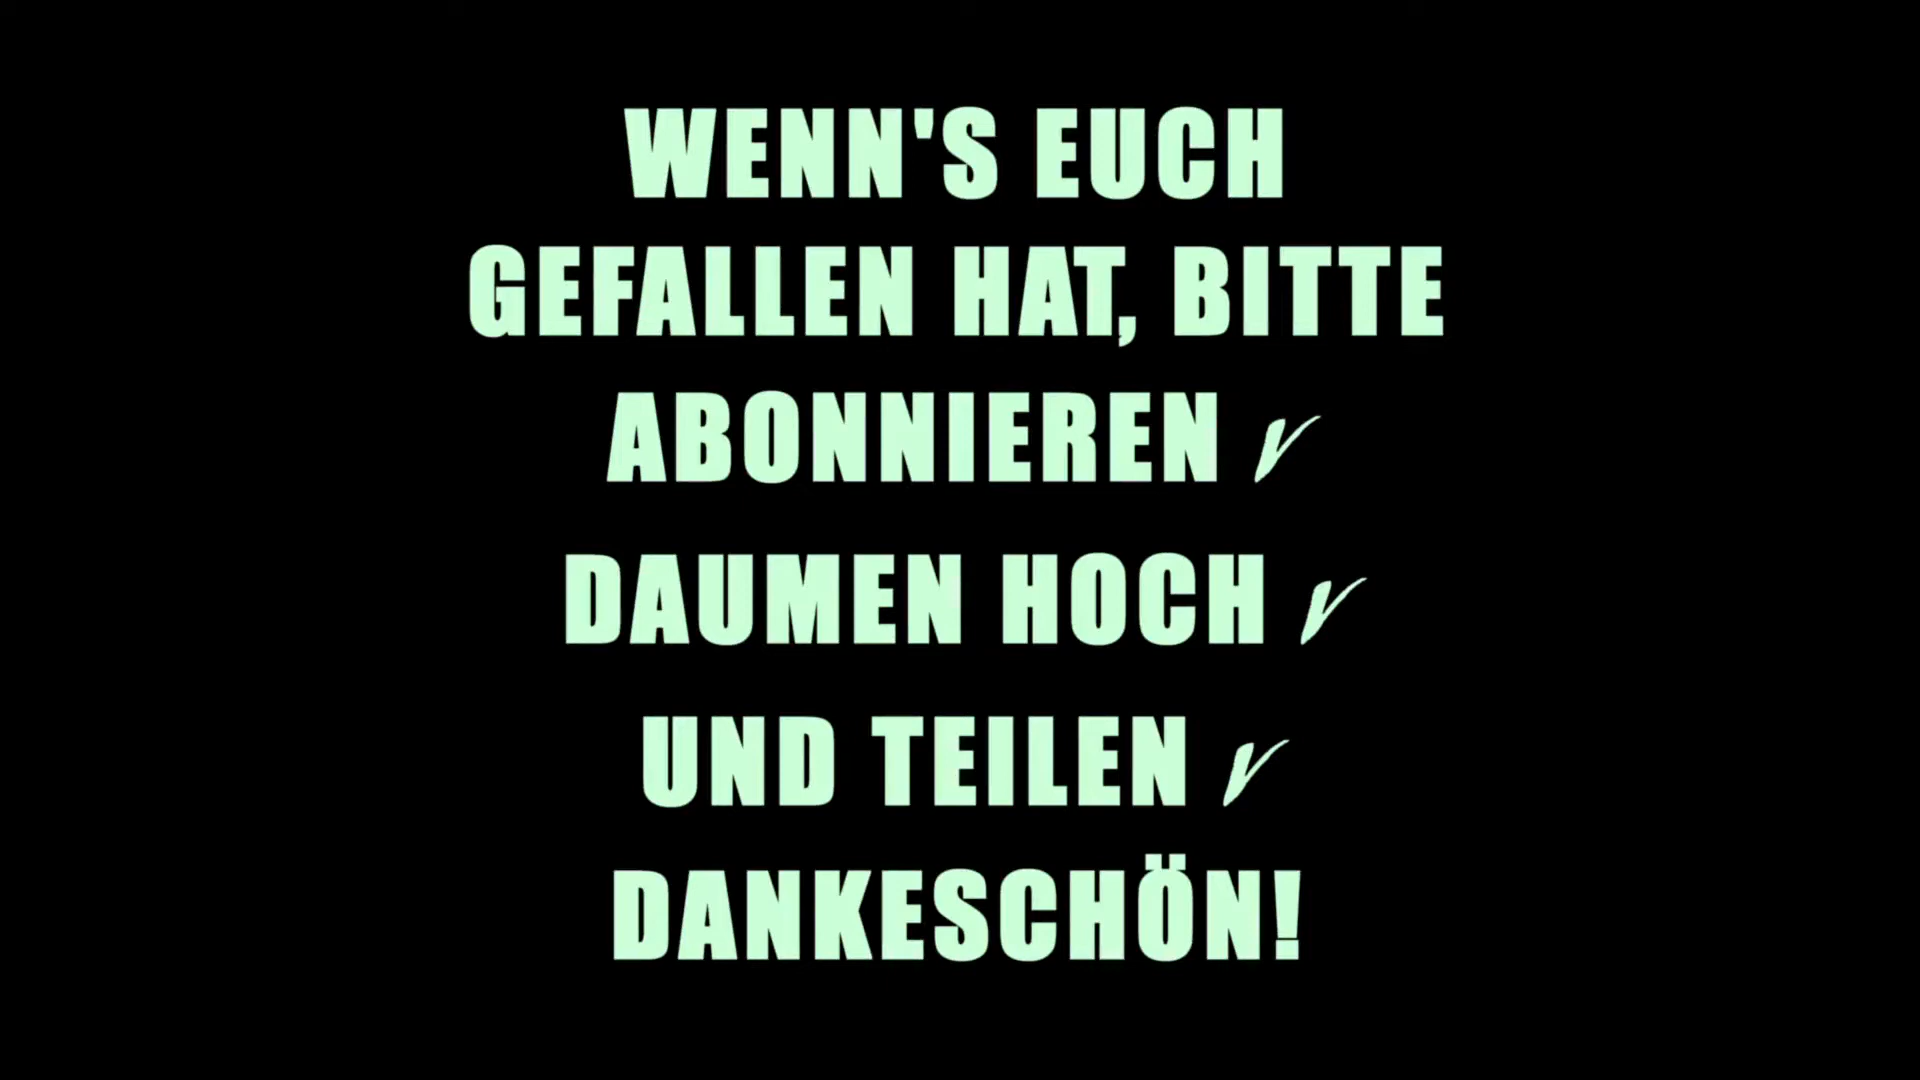 WENN'S EUCH
GEFALLEN HAT, BITTE
ABONNIEREN ✓
DAUMEN HOCH ✓
UND TEILEN ✓
DANKESCHÖN!